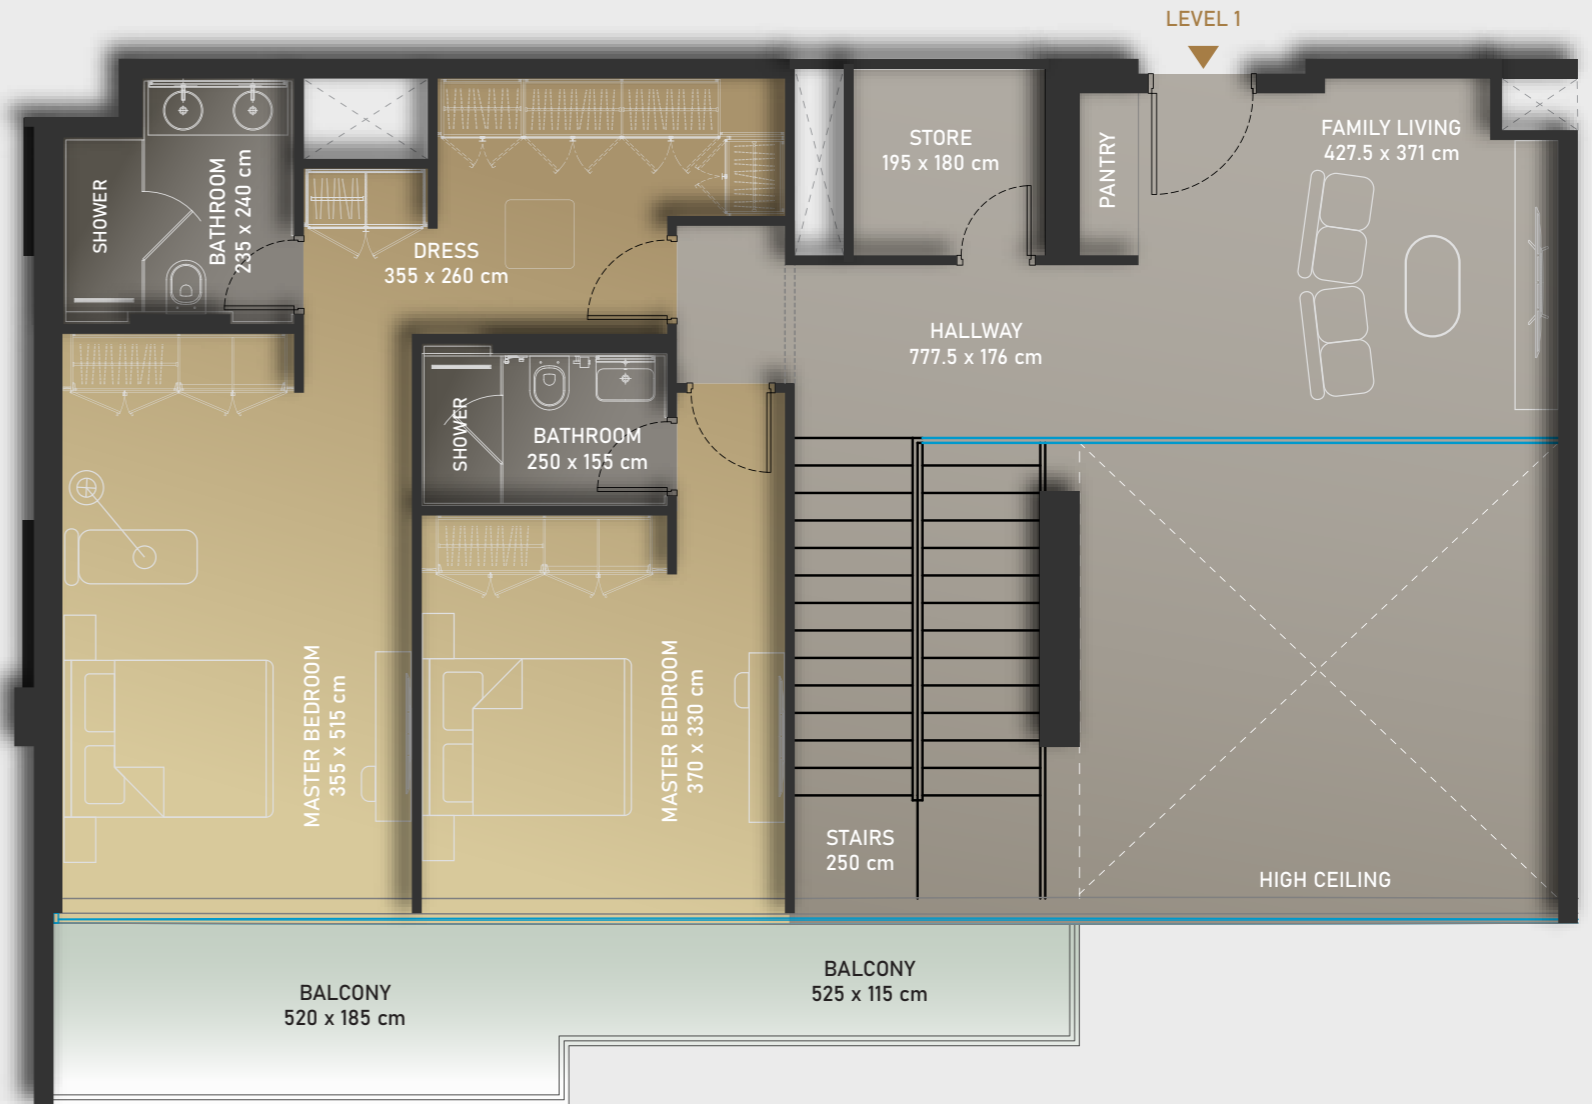 LEVEL 1
FAMILY LIVING
427.5 x 371 cm
STORE
195 x 180 cm
PANTRY
BATHROOM
235 x 240 cm
SHOWER
DRESS
355 x 260 cm
HALLWAY
777.5 x 176 cm
SHOWER
BATHROOM
250 x 155 cm
MASTER BEDROOM
355 x 515 cm
MASTER BEDROOM
370 x 330 cm
STAIRS
250 cm
HIGH CEILING
BALCONY
520 x 185 cm
BALCONY
525 x 115 cm